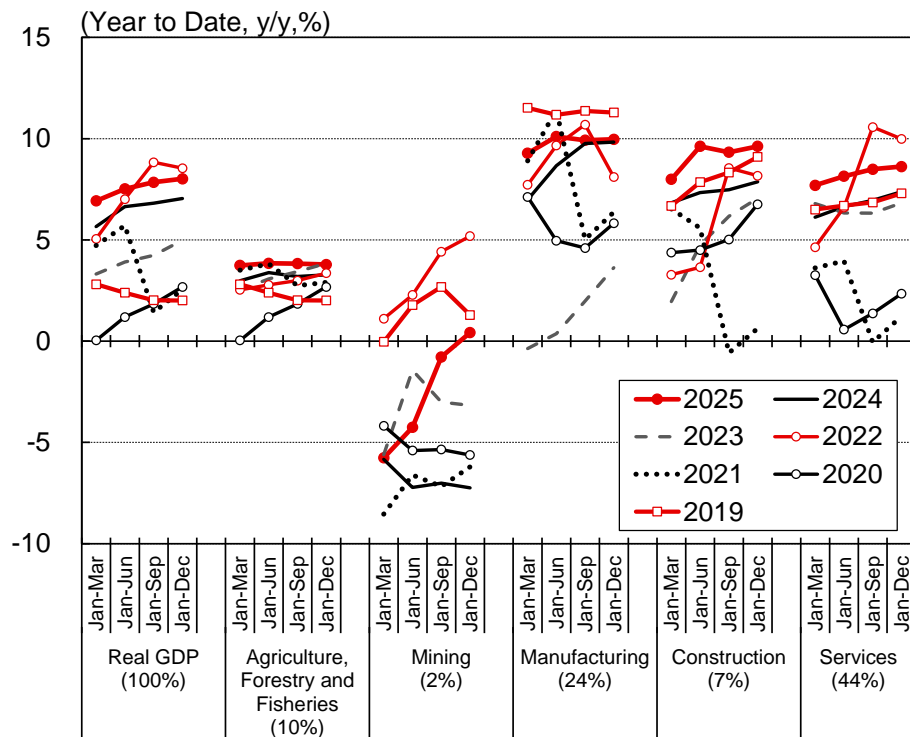 (Year to Date, y/y,%)
15
10
5
0
-5
-10
2025
2024
2023
2022
2021
2020
2019
Jan-Mar
Jan-Jun
Jan-Sep
Jan-Dec
Jan-Mar
Jan-Jun
Jan-Sep
Jan-Dec
Jan-Mar
Jan-Jun
Jan-Sep
Jan-Dec
Jan-Mar
Jan-Jun
Jan-Sep
Jan-Dec
Jan-Mar
Jan-Jun
Jan-Sep
Jan-Dec
Jan-Mar
Jan-Jun
Jan-Sep
Jan-Dec
Real GDP
(100%)
Agriculture,
Forestry and
Fisheries
(10%)
Mining
(2%)
Manufacturing
(24%)
Construction
(7%)
Services
(44%)